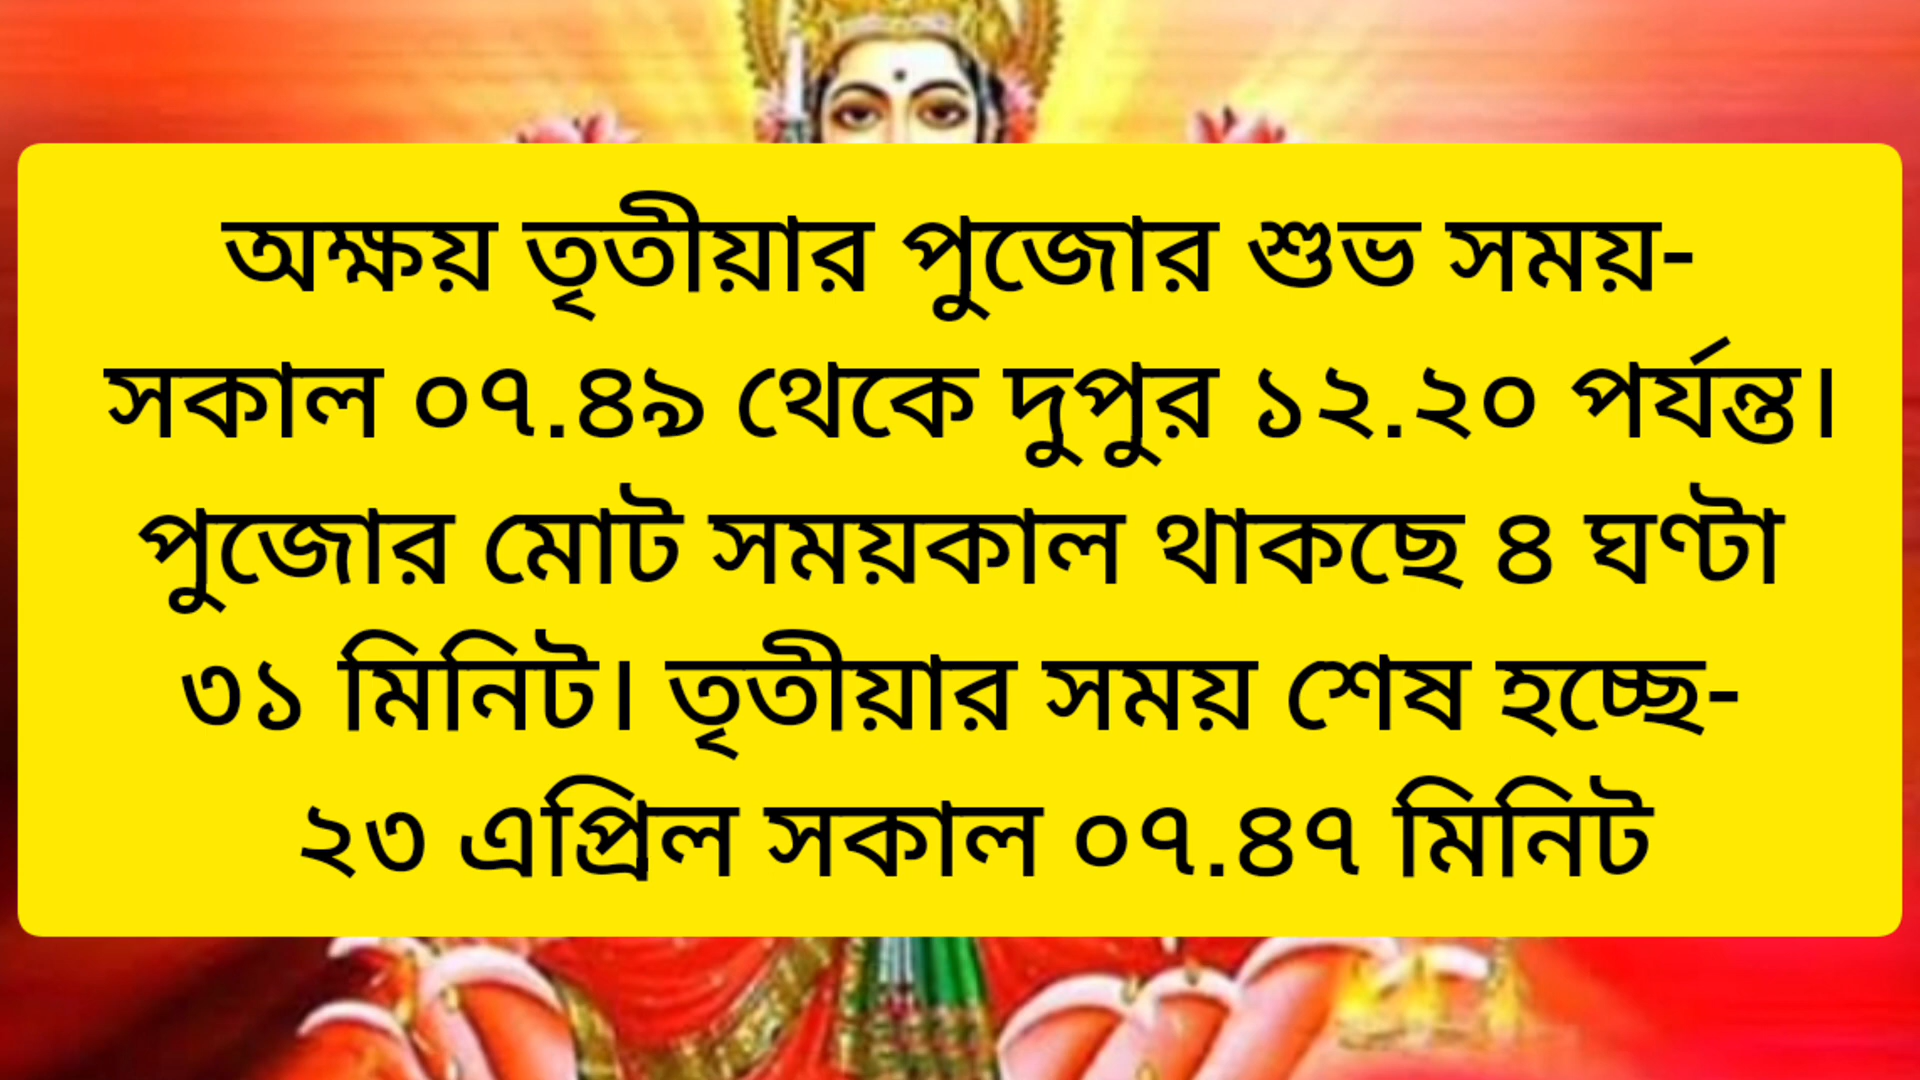 অক্ষয় তৃতীয়ার পুজোর শুভ সময়-
সকাল ০৭.৪৯ থেকে দুপুর ১২.২০ পর্যন্ত।
পুজোর মোট সময়কাল থাকছে ৪ ঘণ্টা
৩১ মিনিট। তৃতীয়ার সময় শেষ হচ্ছে-
২৩ এপ্রিল সকাল ০৭.৪৭ মিনিট